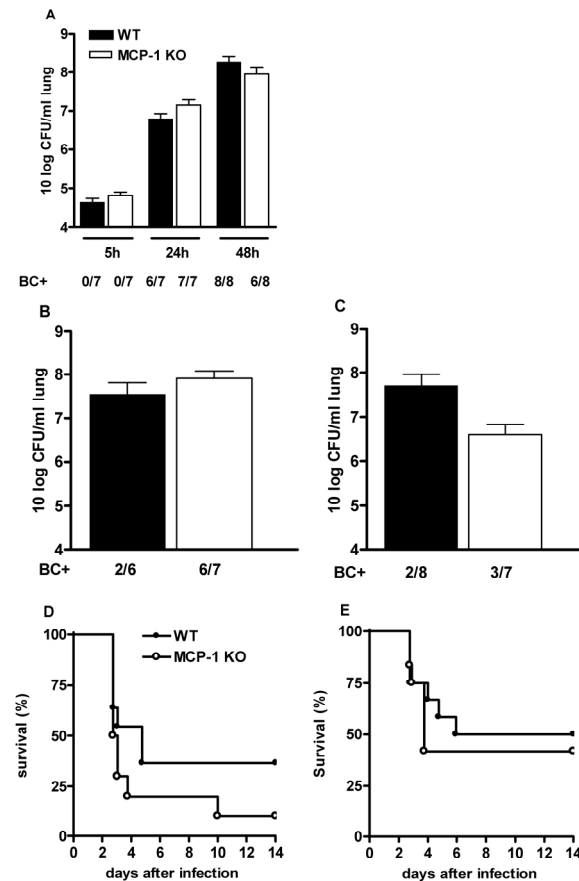 A
WT
MCP-1 KO
10 log CFU/ml lung
9
8
7
6
5
4
5h 24h 48h
BC+ 0/7 0/7 6/7 7/7 8/8 6/8
B
10 log CFU/ml lung
9
8
7
6
5
4
BC+ 2/6 6/7
C
10 log CFU/ml lung
9
8
7
6
5
4
BC+ 2/8 3/7
D
WT
MCP-1 KO
survival (%)
100
75
50
25
0
0 2 4 6 8 10 12 14
days after infection
E
Survival (%)
100
75
50
25
0
0 2 4 6 8 10 12 14
days after infection